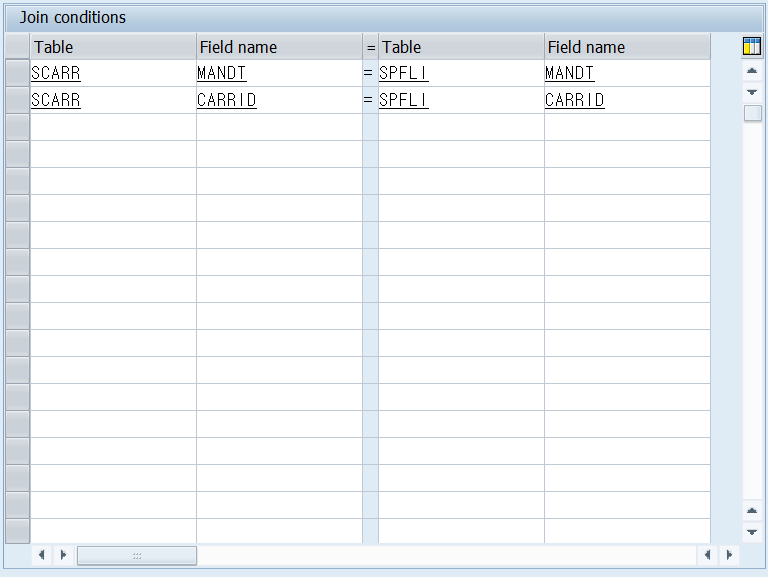 Join conditions
Table Field name = Table Field name
SCARR MANDT = SPFLI MANDT
SCARR CARRID = SPFLI CARRID